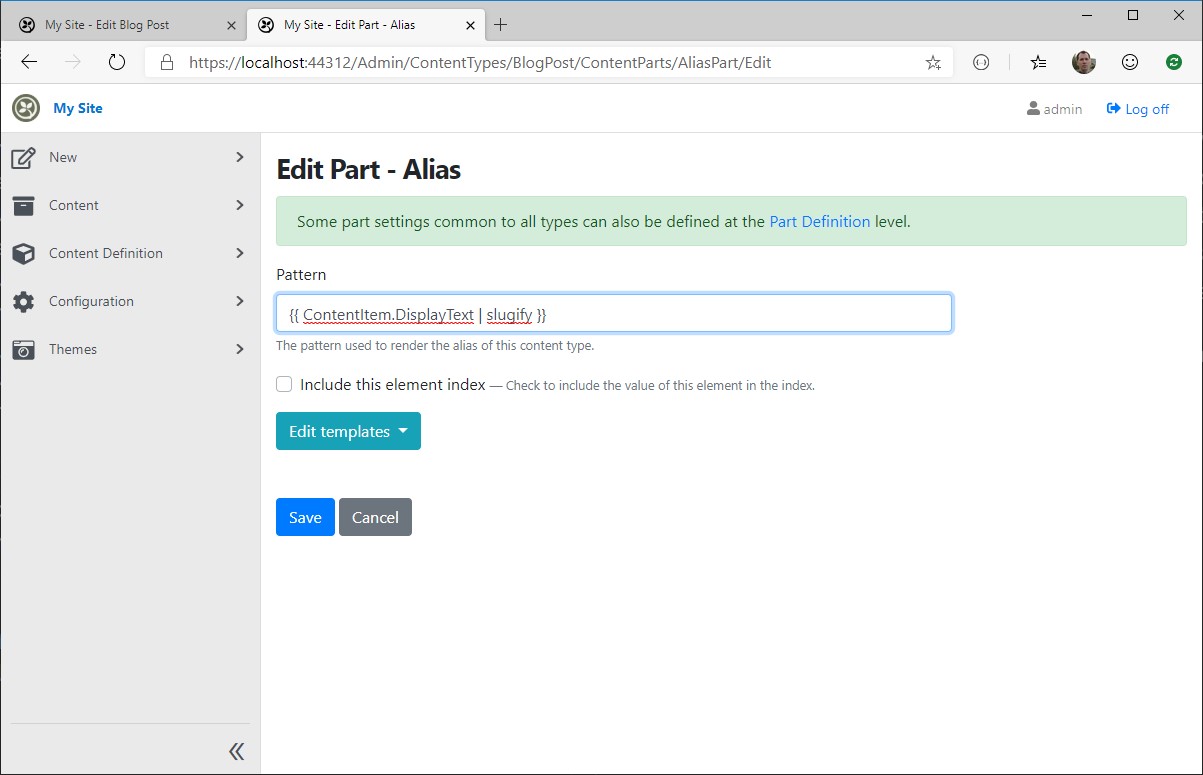 My Site - Edit Blog Post
My Site - Edit Part - Alias
https://localhost:44312/Admin/ContentTypes/BlogPost/ContentParts/AliasPart/Edit
My Site
admin
Log off
New
Content
Content Definition
Configuration
Themes
Edit Part - Alias
Some part settings common to all types can also be defined at the Part Definition level.
Pattern
{{ ContentItem.DisplayText | slugify }}
The pattern used to render the alias of this content type.
Include this element index — Check to include the value of this element in the index.
Edit templates
Save
Cancel